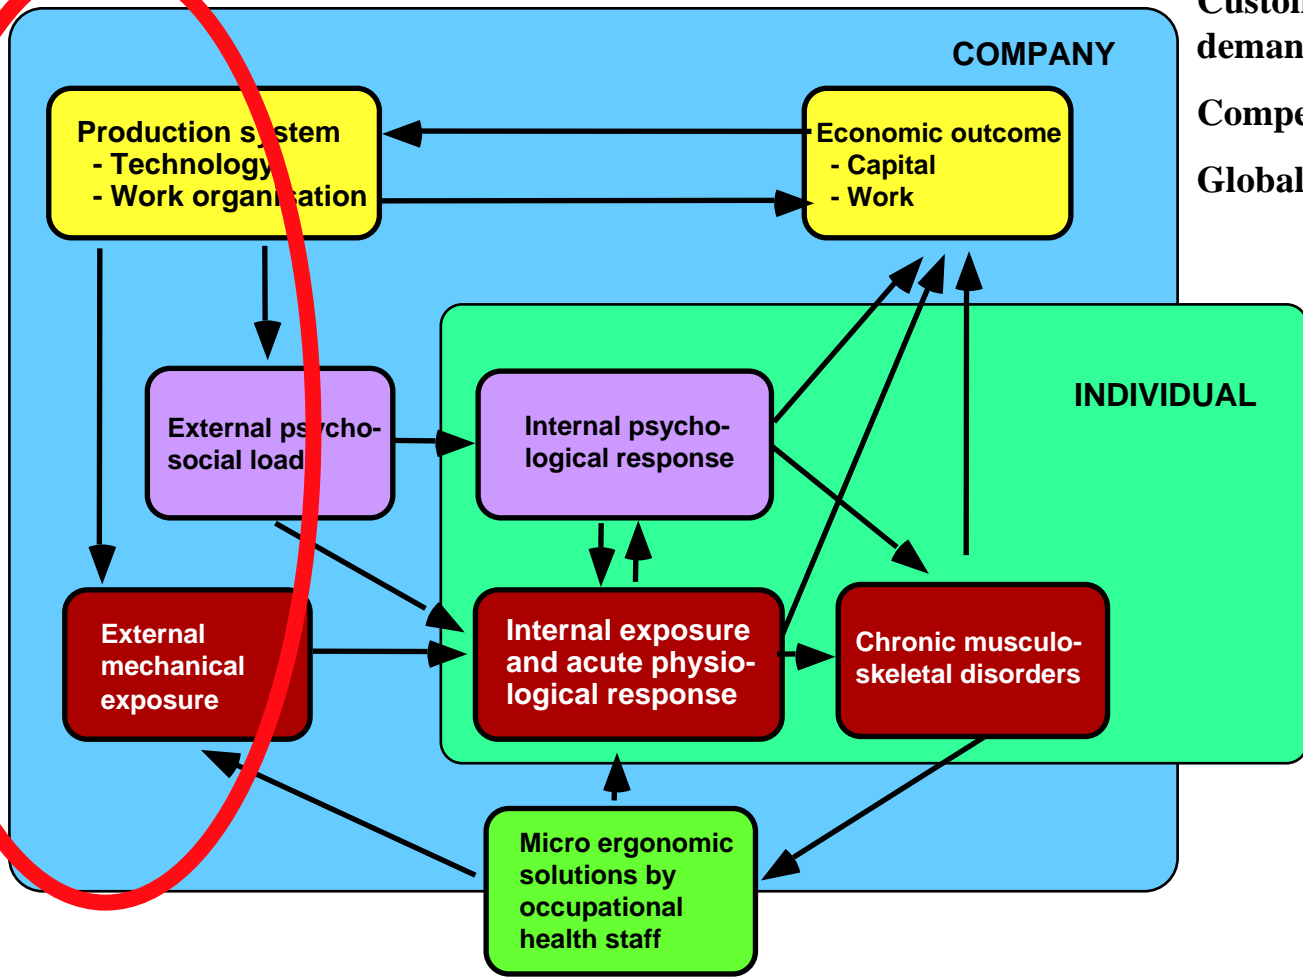 COMPANY
deman
Compe
Global
Production system
- Technology
- Work organisation
Economic outcome
- Capital
- Work
INDIVIDUAL
External psycho-
social load
Internal psycho-
logical response
External
mechanical
exposure
Internal exposure
and acute physio-
logical response
Chronic musculo-
skeletal disorders
Micro ergonomic
solutions by
occupational
health staff